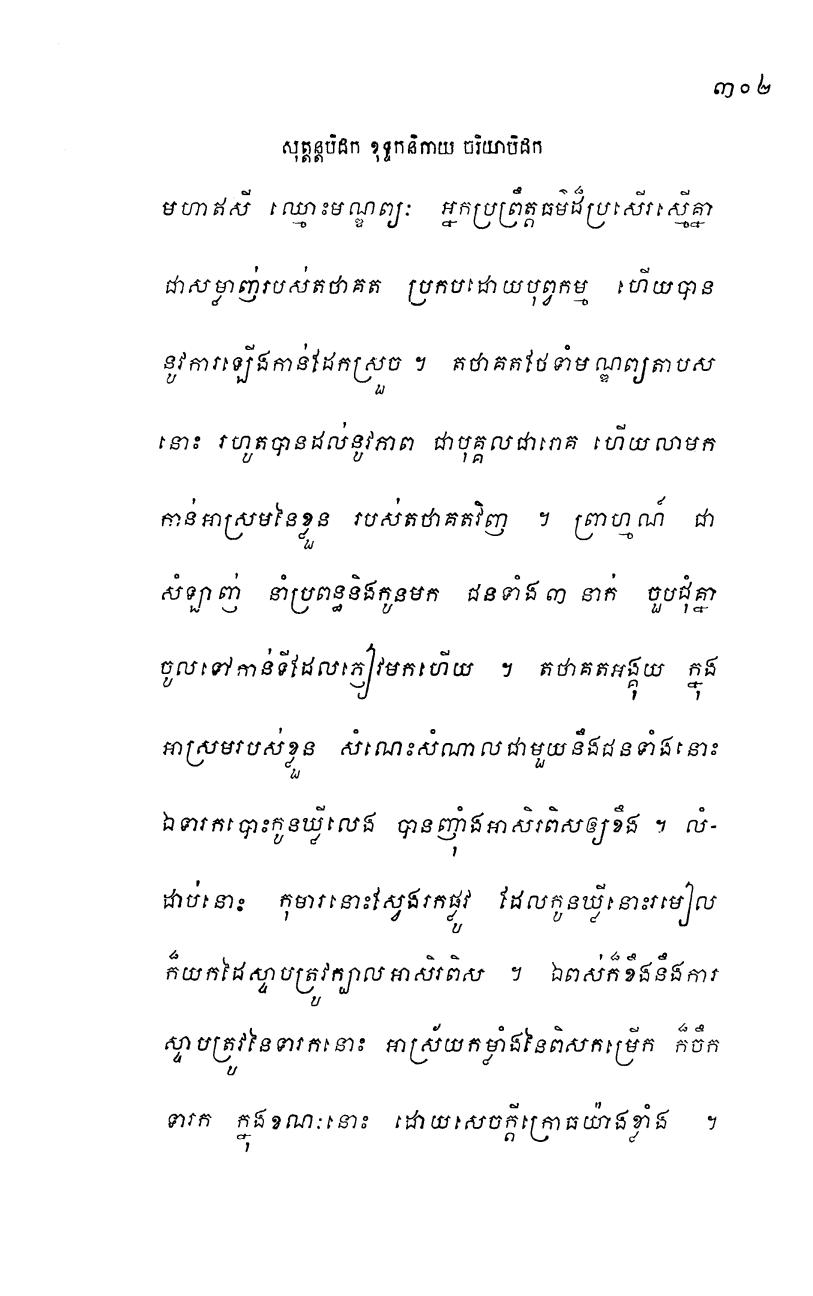 ៣០២
សុត្តន្តបិដក ខុទ្ទកនិកាយ ចរិយាបិដក
មហាឥសី ឈ្មោះមណ្ឌព្យៈ អ្នកប្រព្រឹត្តធម៌ដ៏ប្រសើរស្មើគ្នា
ជាសម្លាញ់របស់តថាគត ប្រកបដោយបុព្វកម្ម ហើយបាន
នូវការឡើងកាន់ដែកស្រួច ។ តថាគតថែទាំមណ្ឌព្យតាបស
នោះ រហូតបានដល់នូវភាព ជាបុគ្គលជារោគ ហើយលាមក
កាន់អាស្រមនៃខ្លួន របស់តថាគតវិញ ។ ព្រាហ្មណ៍ ជា
សំឡាញ់ នាំប្រពន្ធនិងកូនមក ជនទាំង ៣ នាក់ ចួបជុំគ្នា
ចូលទៅកាន់ទីដែលភ្ញៀវមកហើយ ។ តថាគតអង្គុយ ក្នុង
អាស្រមរបស់ខ្លួន សំណេះសំណាលជាមួយនឹងជនទាំងនោះ
ឯទារកបោះកូនឃ្លីលេង បានញ៉ាំងអាសិរពិសឲ្យខឹង ។ លំ-
ដាប់នោះ កុមារនោះស្វែងរកផ្លូវ ដែលកូនឃ្លីនោះរមៀល
ក៏យកដៃស្ទាបត្រូវក្បាលអាសិរពិស ។ ឯពស់ក៏ខឹងនឹងការ
ស្ទាបត្រូវនៃទារកនោះ អាស្រ័យកម្លាំងនៃពិសកម្រើក ក៏ចឹក
ទារក ក្នុងខណៈនោះ ដោយសេចក្តីក្រោធយ៉ាងខ្លាំង ។